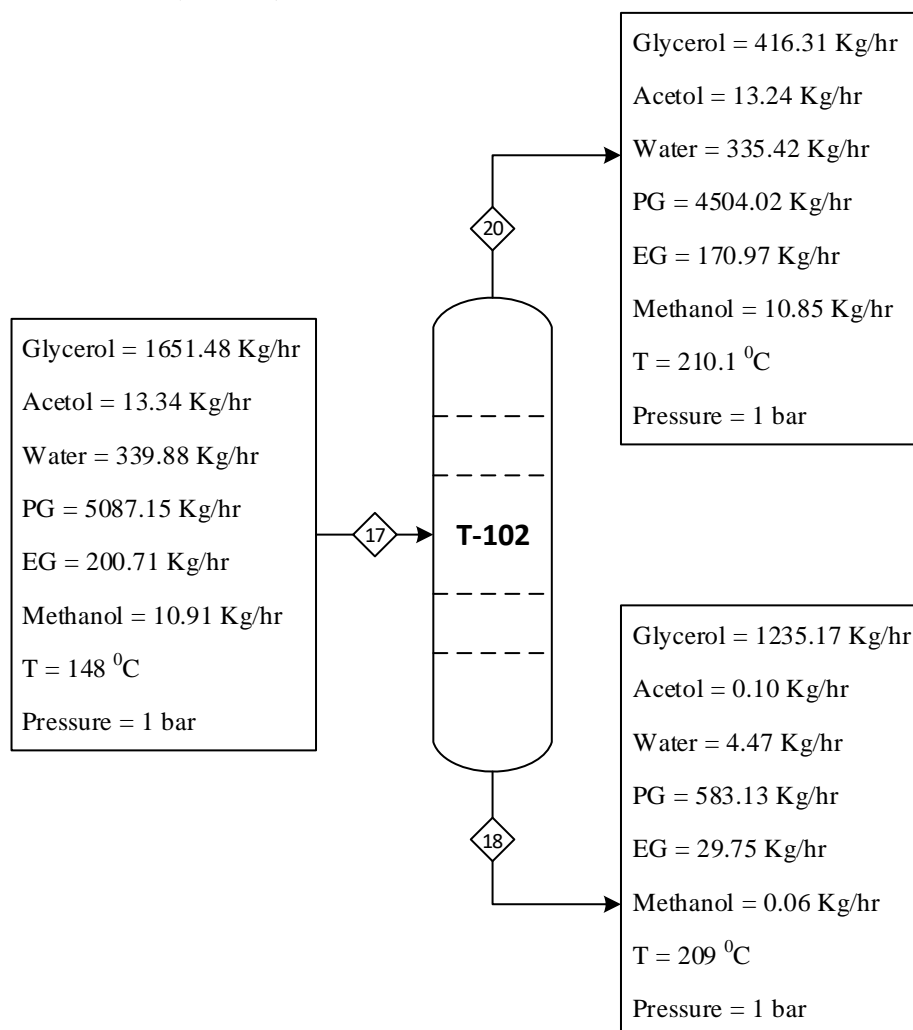 Glycerol = 416.31 Kg/hr
Acetol = 13.24 Kg/hr
Water = 335.42 Kg/hr
PG = 4504.02 Kg/hr
EG = 170.97 Kg/hr
Methanol = 10.85 Kg/hr
T = 210.1 ⁰C
Pressure = 1 bar
20
Glycerol = 1651.48 Kg/hr
Acetol = 13.34 Kg/hr
Water = 339.88 Kg/hr
PG = 5087.15 Kg/hr
EG = 200.71 Kg/hr
Methanol = 10.91 Kg/hr
T = 148 ⁰C
Pressure = 1 bar
17
T-102
18
Glycerol = 1235.17 Kg/hr
Acetol = 0.10 Kg/hr
Water = 4.47 Kg/hr
PG = 583.13 Kg/hr
EG = 29.75 Kg/hr
Methanol = 0.06 Kg/hr
T = 209 ⁰C
Pressure = 1 bar